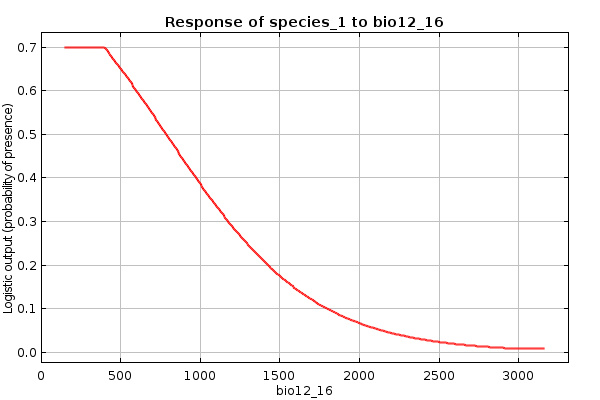 Response of species_1 to bio12_16
Logistic output (probability of presence)
0.7
0.6
0.5
0.4
0.3
0.2
0.1
0.0
0 500 1000 1500 2000 2500 3000
bio12_16